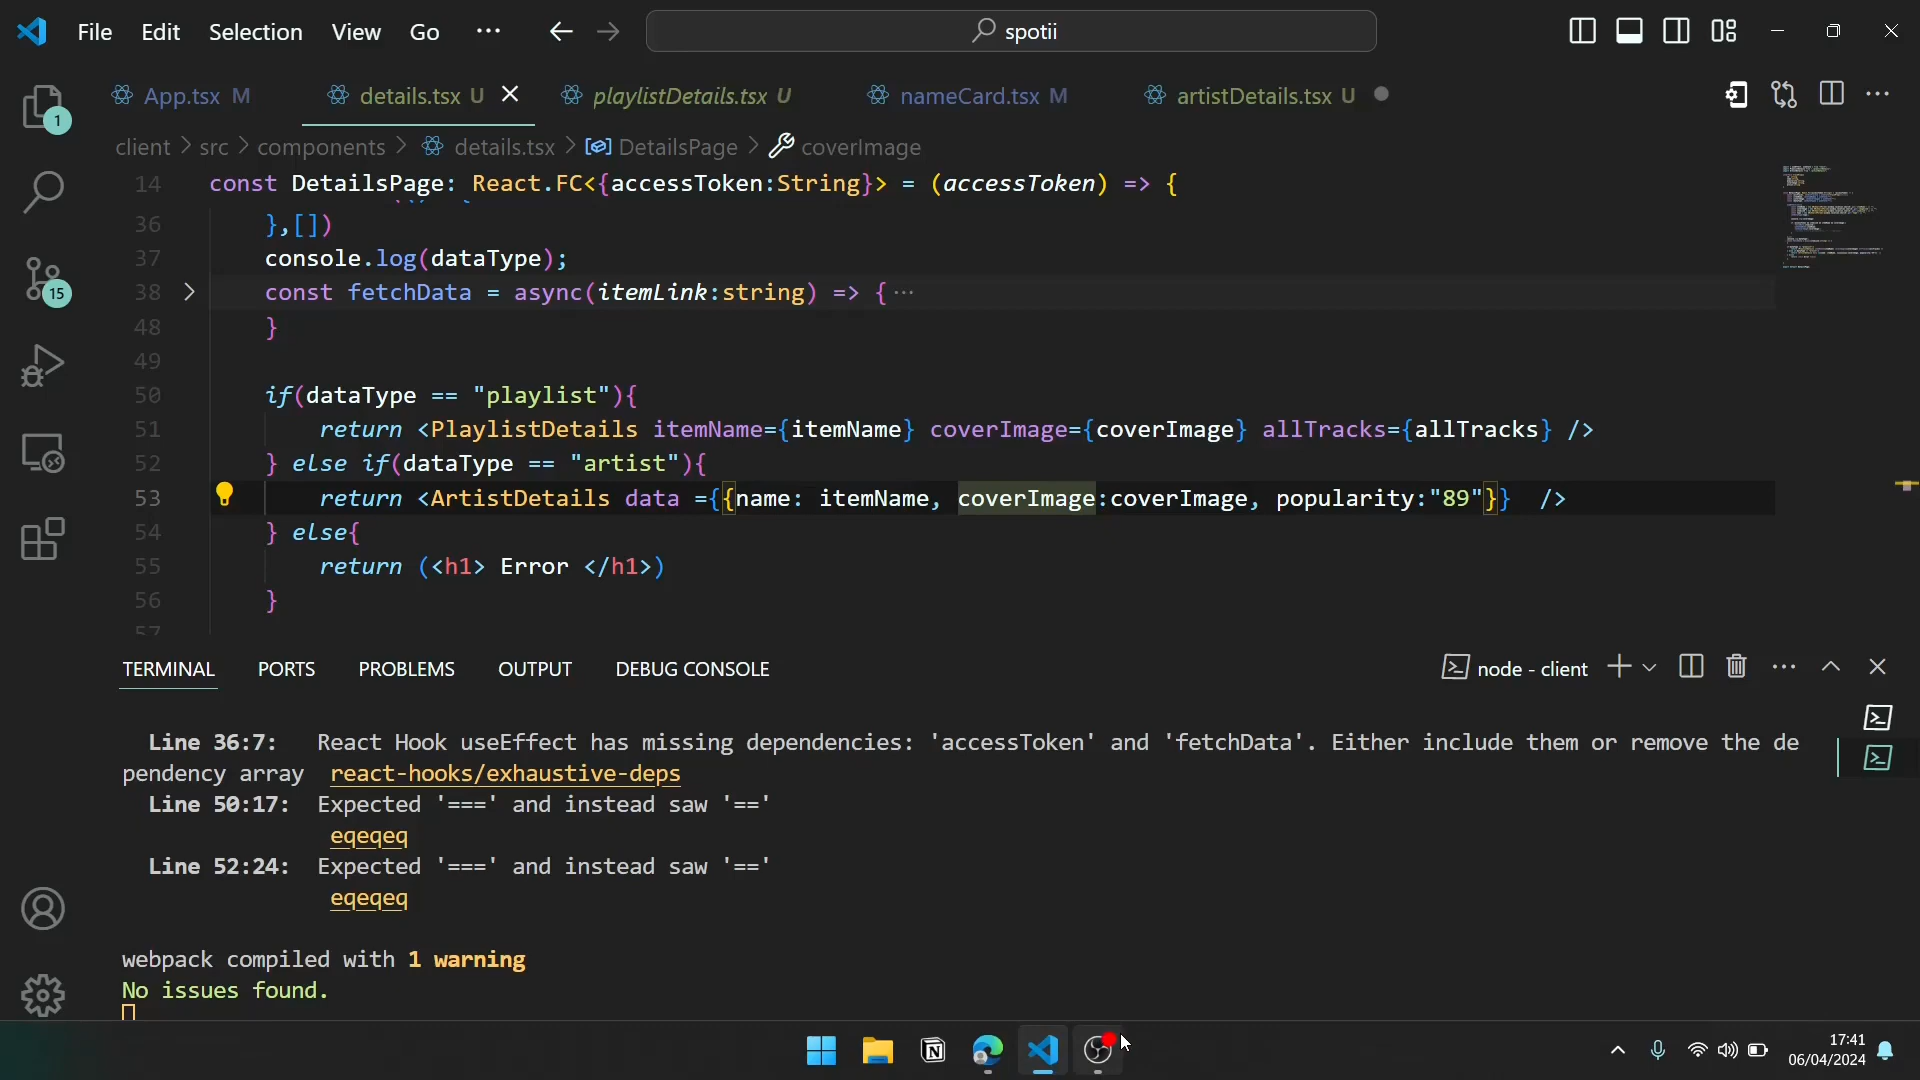 File Edit Selection View Go ··· spotii
1 App.tsx M details.tsx U playlistDetails.tsx U nameCard.tsx M artistDetails.tsx U
client > src > components > details.tsx > DetailsPage > coverImage
14 const DetailsPage: React.FC<{accessToken:String}> = (accessToken) => {
36 },[])
37 console.log(dataType);
38 const fetchData = async(itemLink:string) => {···
48 }
49
50 if(dataType == "playlist"){
51 return <PlaylistDetails itemName={itemName} coverImage={coverImage} allTracks={allTracks} />
52 } else if(dataType == "artist"){
53 return <ArtistDetails data ={{name: itemName, coverImage:coverImage, popularity:"89"}} />
54 } else{
55 return (<h1> Error </h1>)
56 }
57
15
TERMINAL PORTS PROBLEMS OUTPUT DEBUG CONSOLE node - client
Line 36:7: React Hook useEffect has missing dependencies: 'accessToken' and 'fetchData'. Either include them or remove the de
pendency array react-hooks/exhaustive-deps
Line 50:17: Expected '===' and instead saw '=='
eqeqeq
Line 52:24: Expected '===' and instead saw '=='
eqeqeq
webpack compiled with 1 warning
No issues found.
17:41
06/04/2024